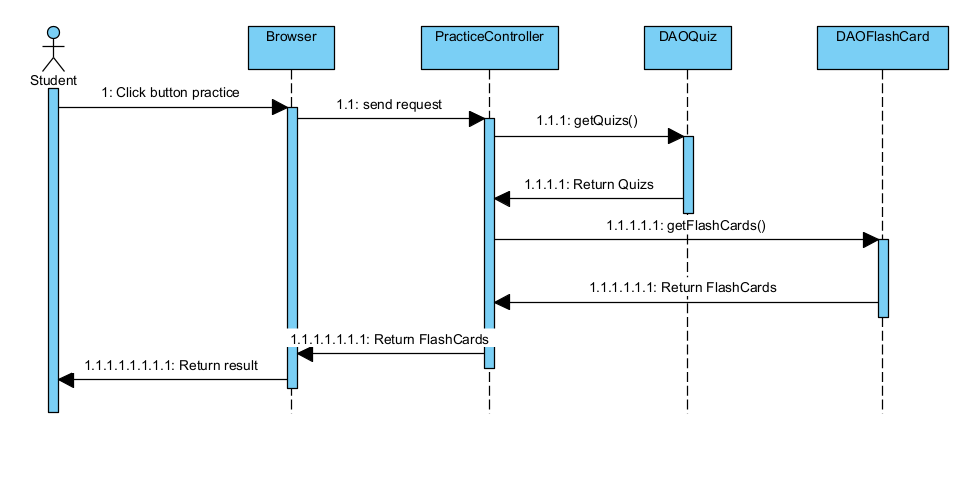 Browser
PracticeController
DAOQuiz
DAOFlashCard
Student
1: Click button practice
1.1: send request
1.1.1: getQuizs()
1.1.1.1: Return Quizs
1.1.1.1.1: getFlashCards()
1.1.1.1.1.1: Return FlashCards
1.1.1.1.1.1.1: Return FlashCards
1.1.1.1.1.1.1.1: Return result